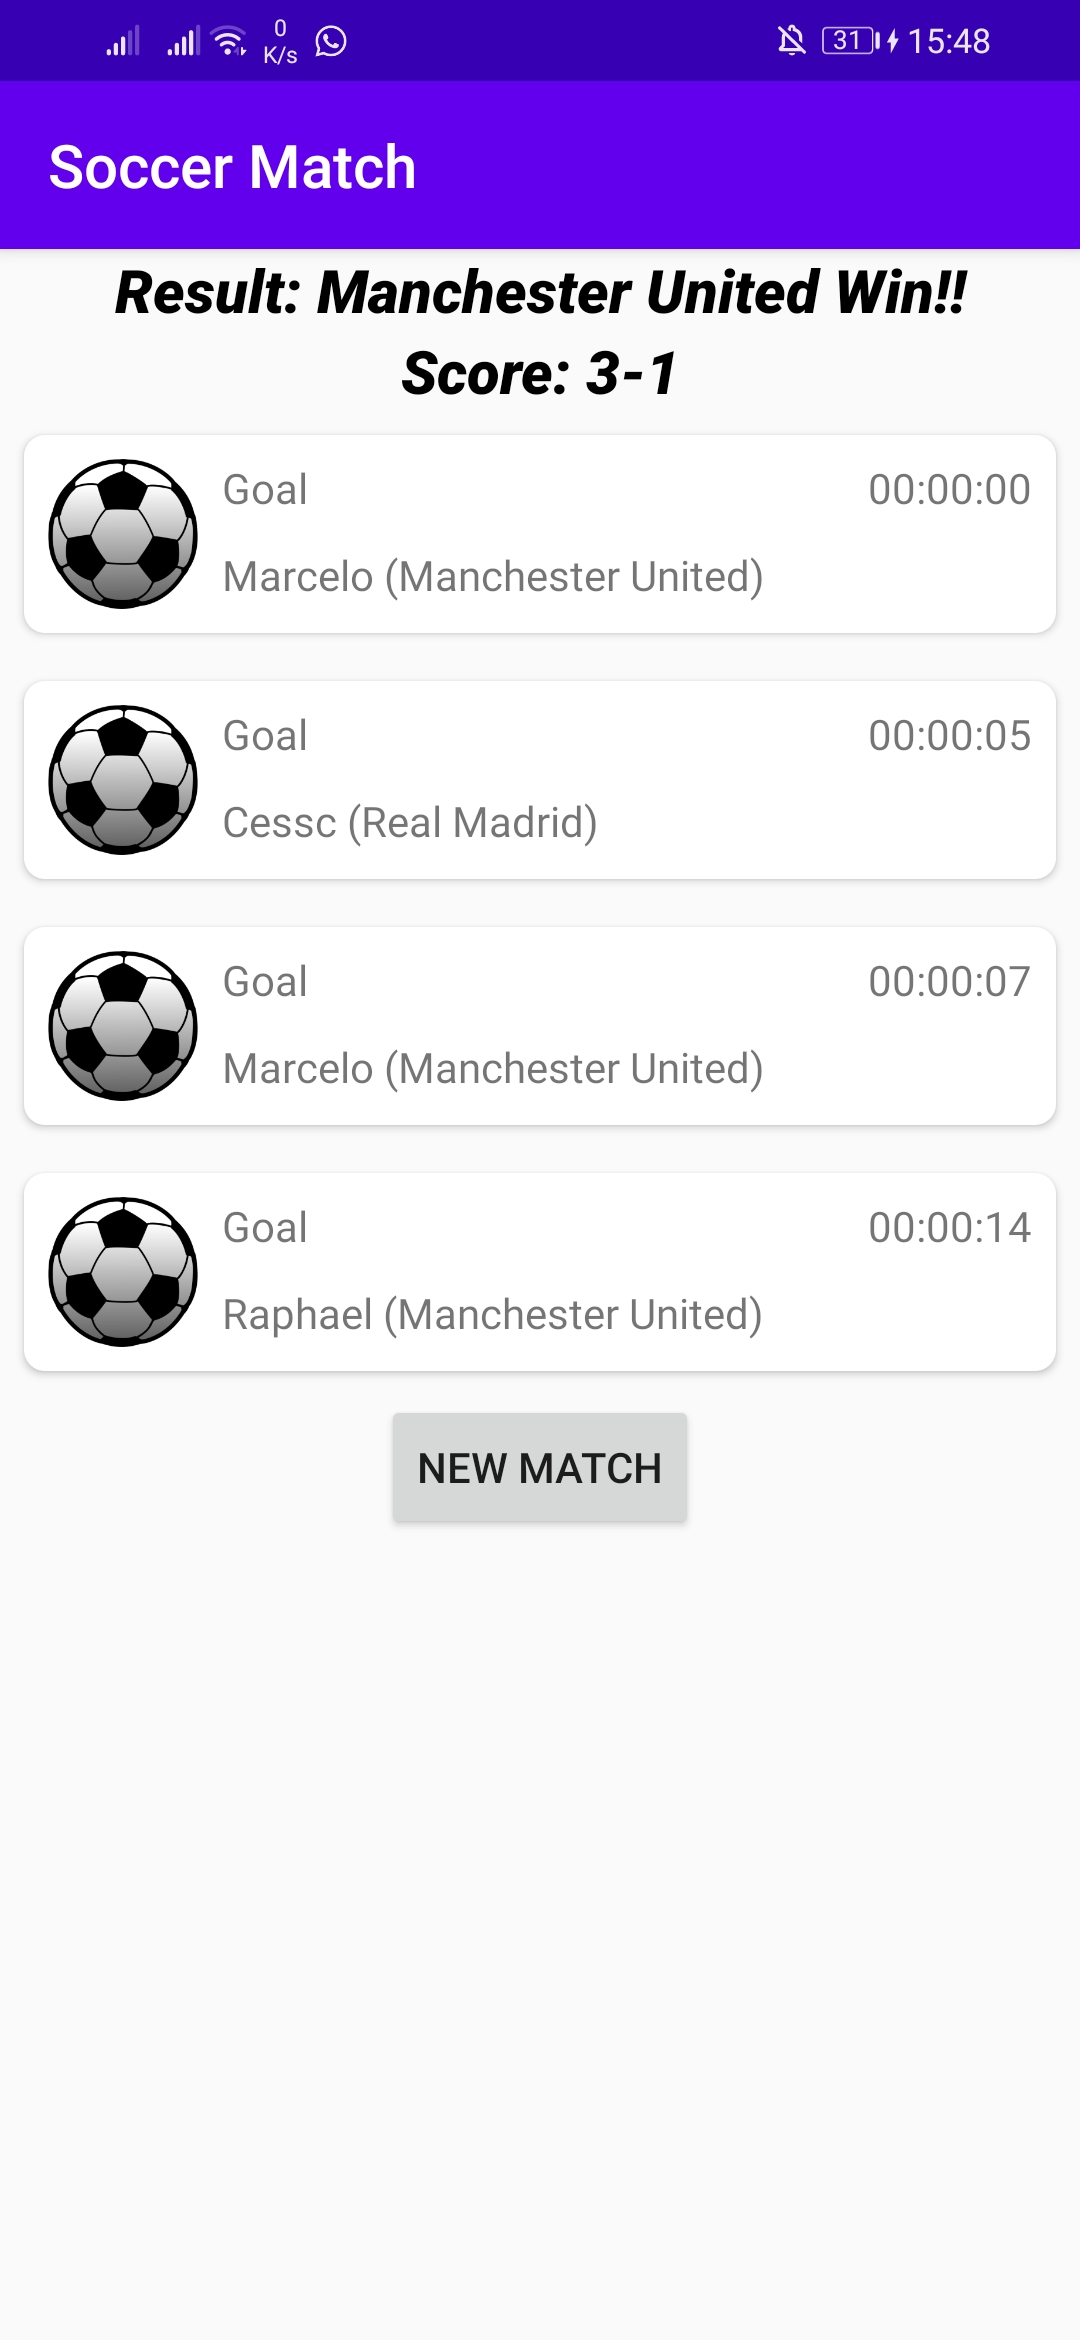 0
K/s
31
15:48
Soccer Match
Result: Manchester United Win!!
Score: 3-1
Goal 00:00:00
Marcelo (Manchester United)
Goal 00:00:05
Cessc (Real Madrid)
Goal 00:00:07
Marcelo (Manchester United)
Goal 00:00:14
Raphael (Manchester United)
NEW MATCH